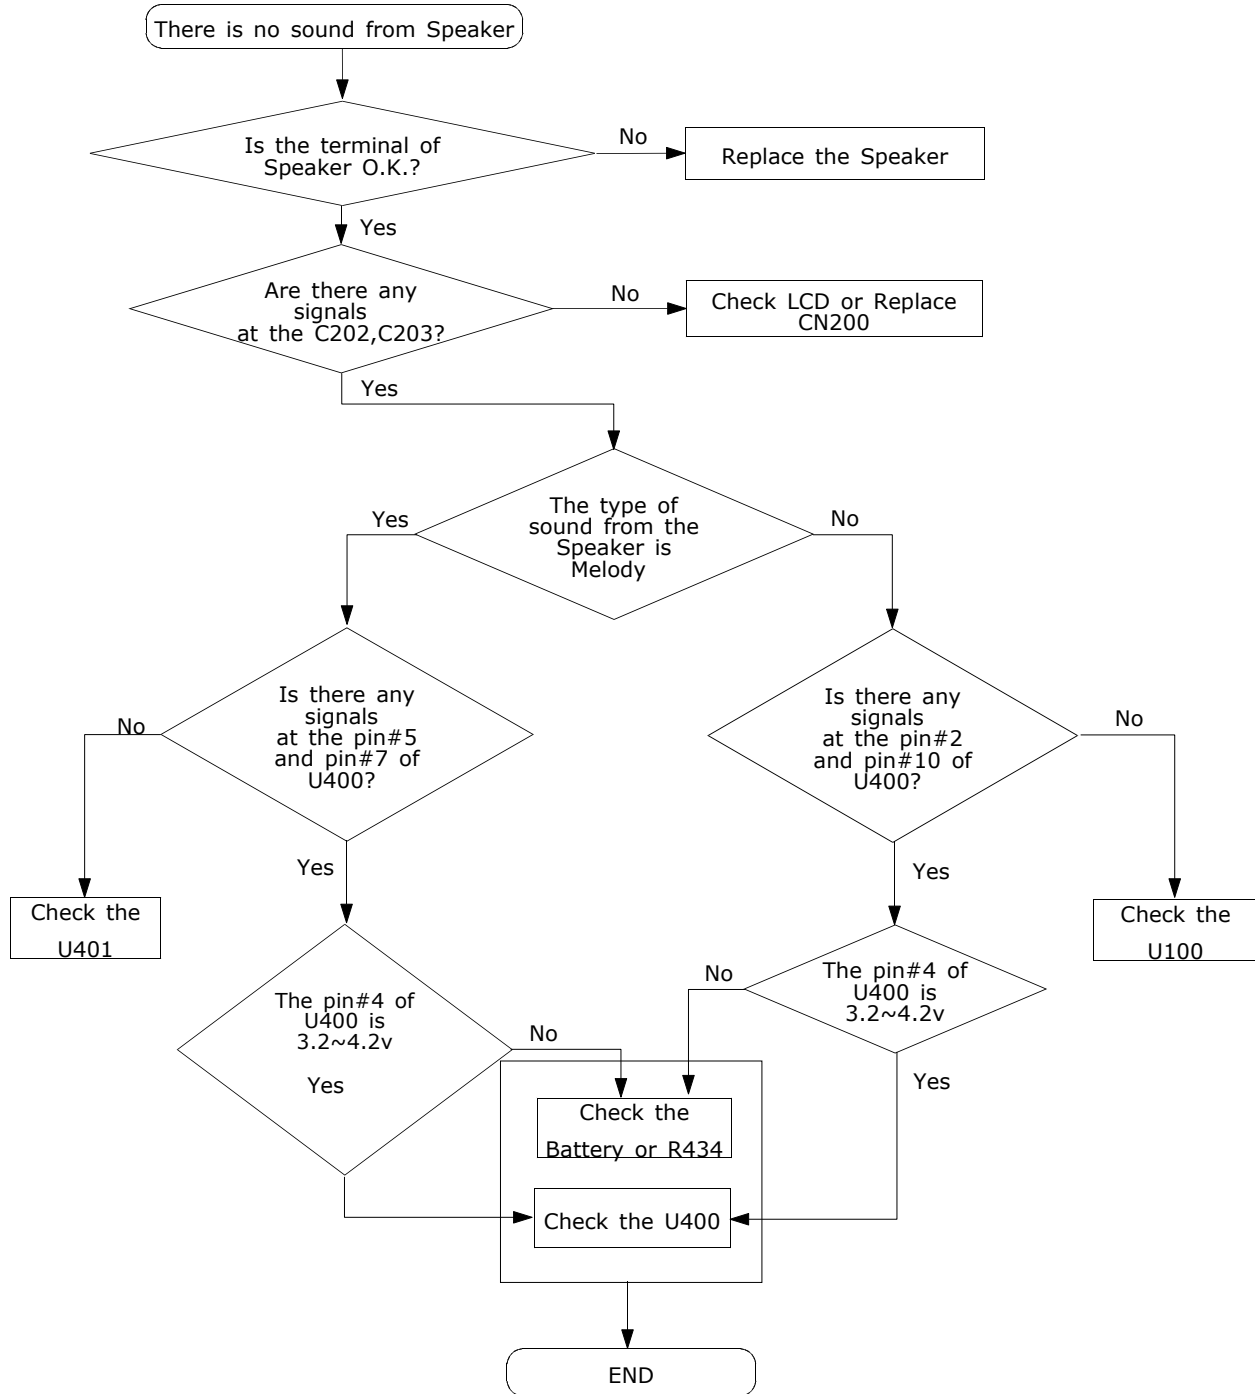 There is no sound from Speaker
Is the terminal of
Speaker O.K.?
No
Replace the Speaker
Yes
Are there any
signals
at the C202,C203?
No
Check LCD or Replace
CN200
Yes
The type of
sound from the
Speaker is
Melody
Yes
No
Is there any
signals
at the pin#5
and pin#7 of
U400?
No
Yes
Is there any
signals
at the pin#2
and pin#10 of
U400?
No
Yes
Check the
U401
Check the
U100
The pin#4 of
U400 is
3.2~4.2v
Yes
No
The pin#4 of
U400 is
3.2~4.2v
No
Yes
Check the
Battery or R434
Check the U400
END